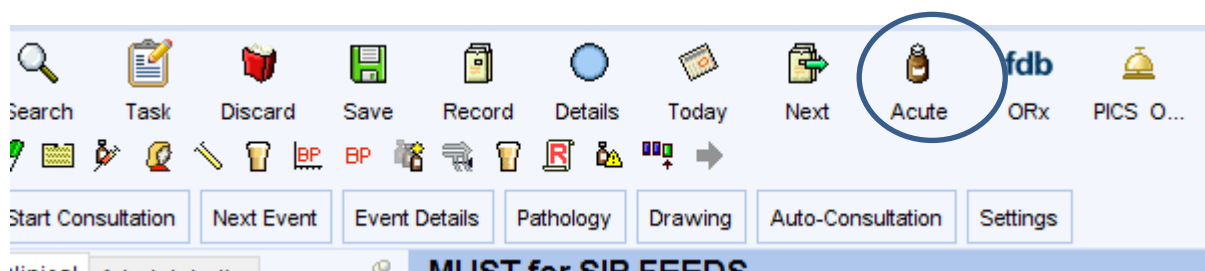 fdb
Search Task Discard Save Record Details Today Next Acute ORx PICS O...
BP BP R
Start Consultation Next Event Event Details Pathology Drawing Auto-Consultation Settings
MUST for SIP FEEDS